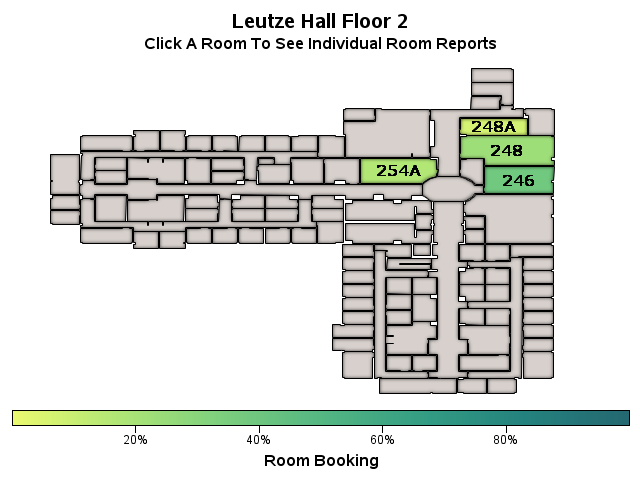 Leutze Hall Floor 2
Click A Room To See Individual Room Reports
248A
248
254A
246
20%
40%
60%
80%
Room Booking